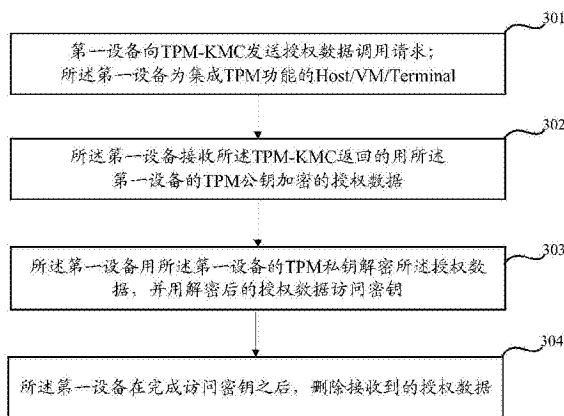 301
第一设备向TPM-KMC发送授权数据调用请求;
所述第一设备为集成TPM功能的Host/VM/Terminal
302
所述第一设备接收所述TPM-KMC返回的用所述
第一设备的TPM公钥加密的授权数据
303
所述第一设备用所述第一设备的TPM私钥解密所述授权数
据，并用解密后的授权数据访问密钥
304
所述第一设备在完成访问密钥之后，删除接收到的授权数据